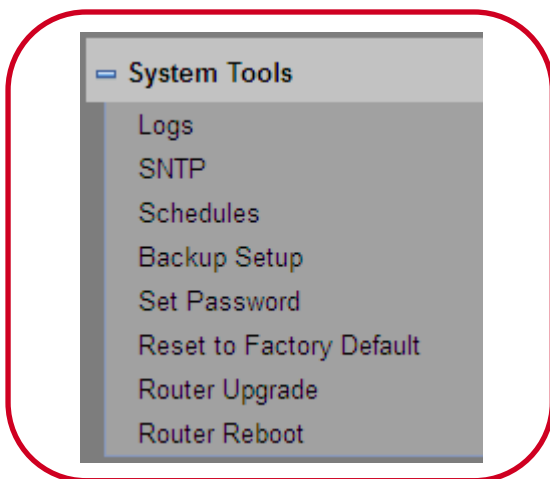 System Tools
Logs
SNTP
Schedules
Backup Setup
Set Password
Reset to Factory Default
Router Upgrade
Router Reboot